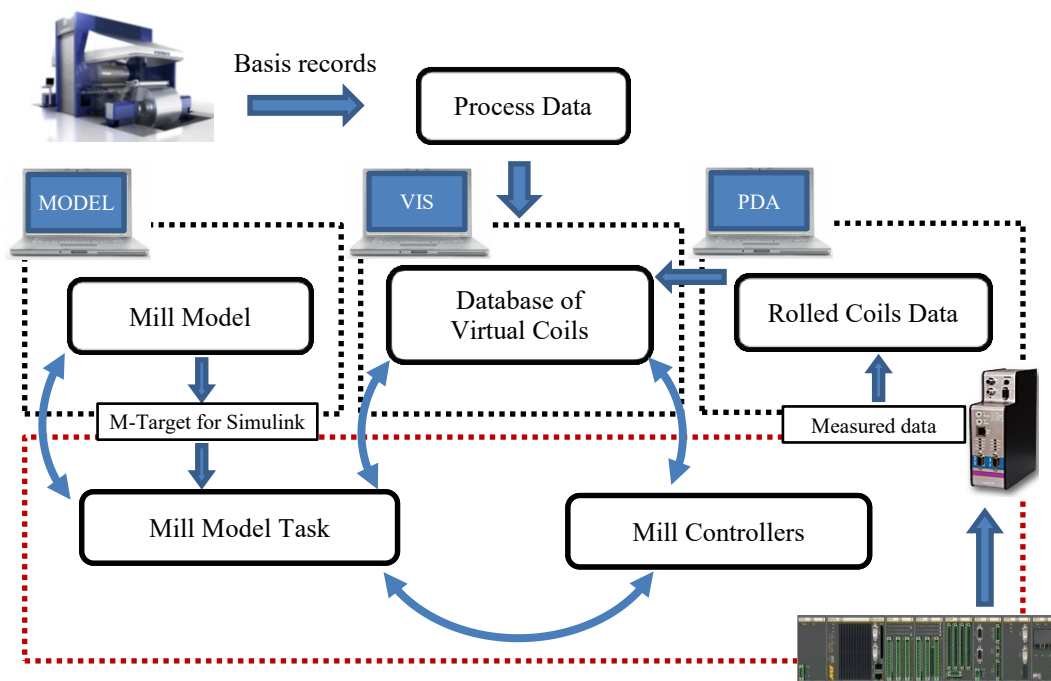 Basis records
Process Data
MODEL
VIS
PDA
Mill Model
Database of
Virtual Coils
Rolled Coils Data
M-Target for Simulink
Measured data
Mill Model Task
Mill Controllers